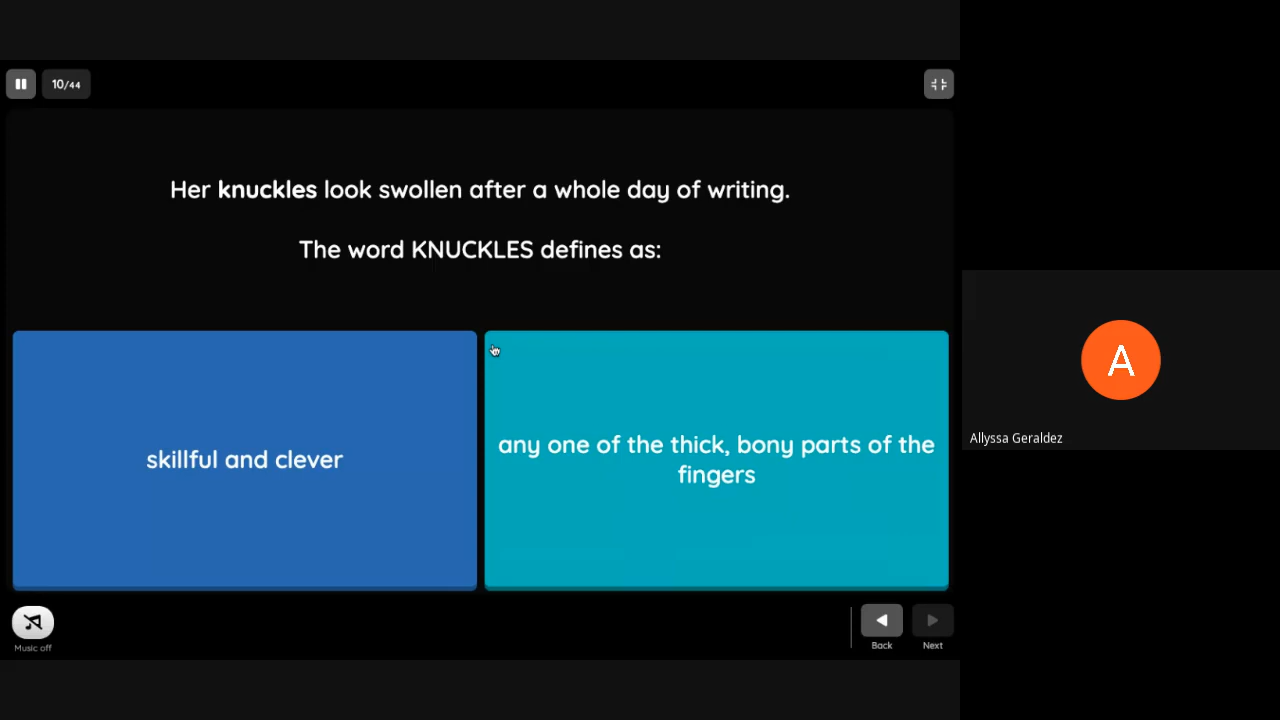 10/44
Her knuckles look swollen after a whole day of writing.
The word KNUCKLES defines as:
skillful and clever
any one of the thick, bony parts of the
fingers
A
Allyssa Geraldez
Music off
Back
Next